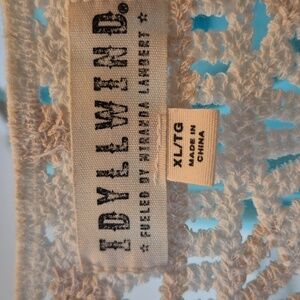 IDYLLWIND®
★ FUELED BY MIRANDA LAMBERT ★
XL/TG
MADE IN
CHINA